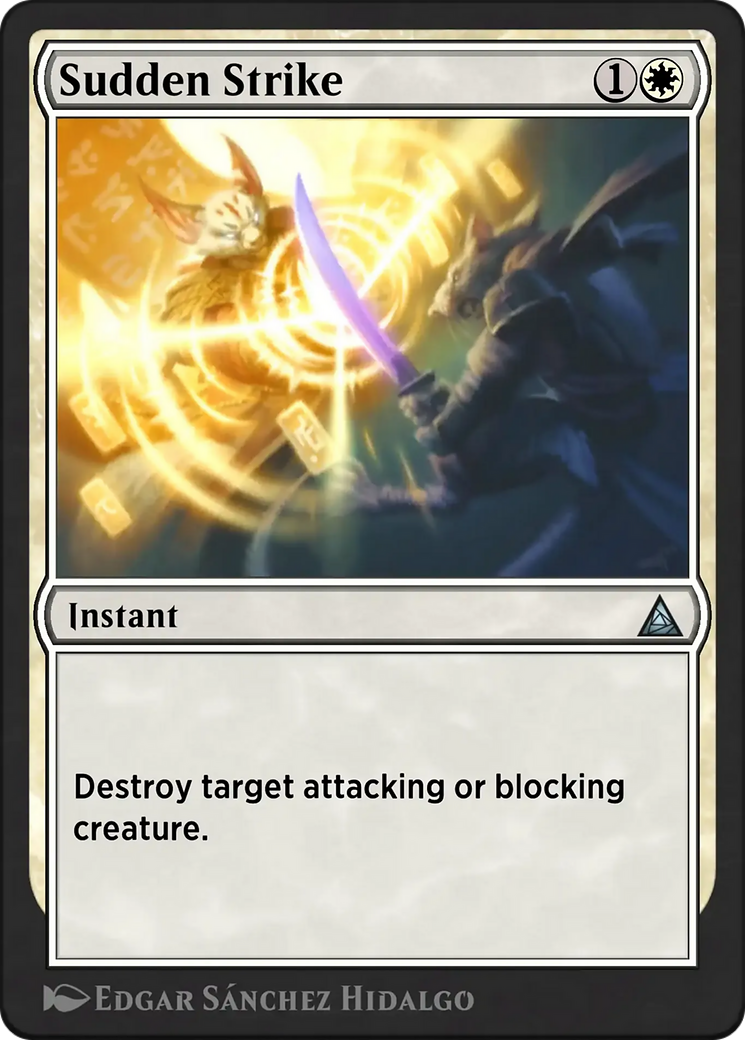 Sudden Strike 1
Instant
Destroy target attacking or blocking
creature.
Edgar Sánchez Hidalgo